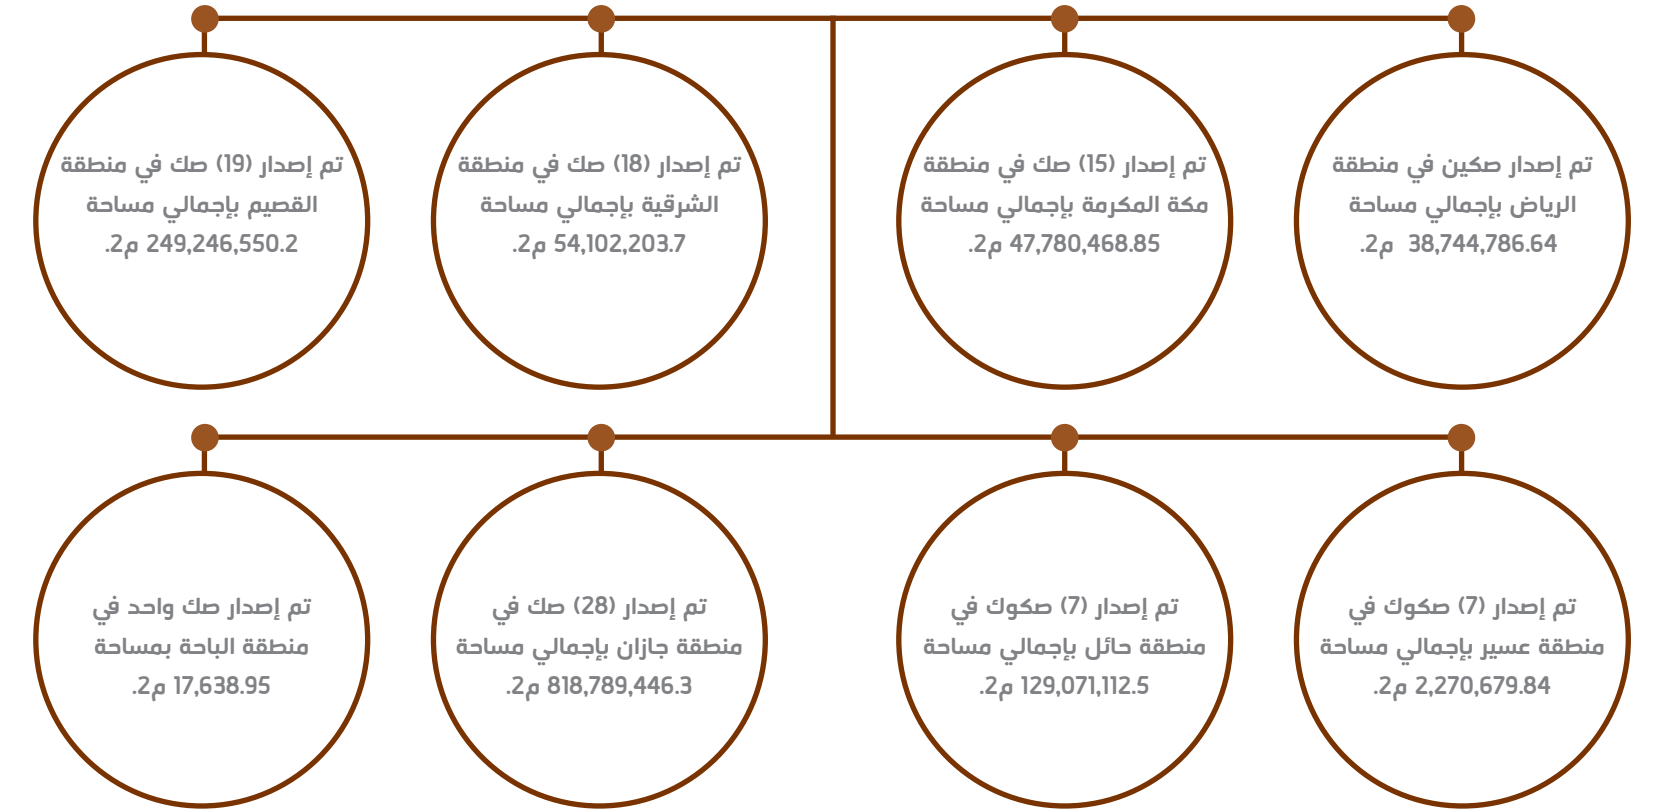 تم إصدار صكين في منطقة
الرياض بإجمالي مساحة
38,744,786.64 م2.
تم إصدار (15) صك في منطقة
مكة المكرمة بإجمالي مساحة
47,780,468.85 م2.
تم إصدار (18) صك في منطقة
الشرقية بإجمالي مساحة
54,102,203.7 م2.
تم إصدار (19) صك في منطقة
القصيم بإجمالي مساحة
249,246,550.2 م2.
تم إصدار (7) صكوك في
منطقة عسير بإجمالي مساحة
2,270,679.84 م2.
تم إصدار (7) صكوك في
منطقة حائل بإجمالي مساحة
129,071,112.5 م2.
تم إصدار (28) صك في
منطقة جازان بإجمالي مساحة
818,789,446.3 م2.
تم إصدار صك واحد في
منطقة الباحة بمساحة
17,638.95 م2.